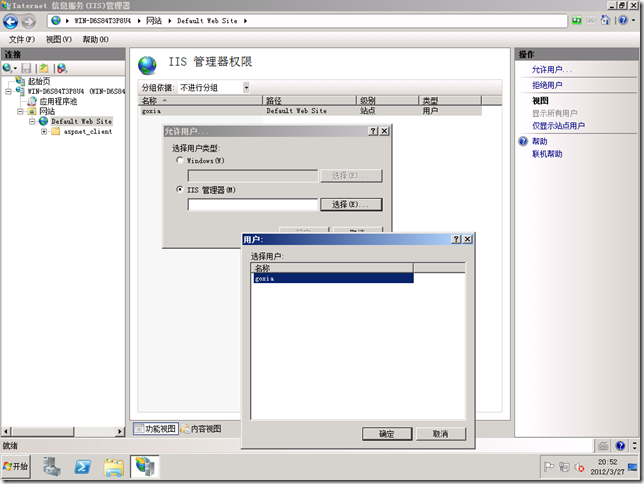 Internet 信息服务(IIS)管理器
WIN-D6S84T3P8U4 ▸ 网站 ▸ Default Web Site ▸
文件(F) 视图(V) 帮助(H)
连接
起始页
WIN-D6S84T3P8U4 (WIN-D6S84
应用程序池
网站
Default Web Site
aspnet_client
IIS 管理器权限
分组依据: 不进行分组
名称 路径 级别 类型
goxia Default Web Site 站点 用户
允许用户...
选择用户类型:
Windows(W)
选择(E)...
IIS 管理器(M)
选择(E)...
用户:
选择用户:
名称
goxia
确定 取消
功能视图 内容视图
操作
允许用户...
拒绝用户
视图
显示所有用户
仅显示站点用户
帮助
联机帮助
就绪
开始
20:52
2012/3/27